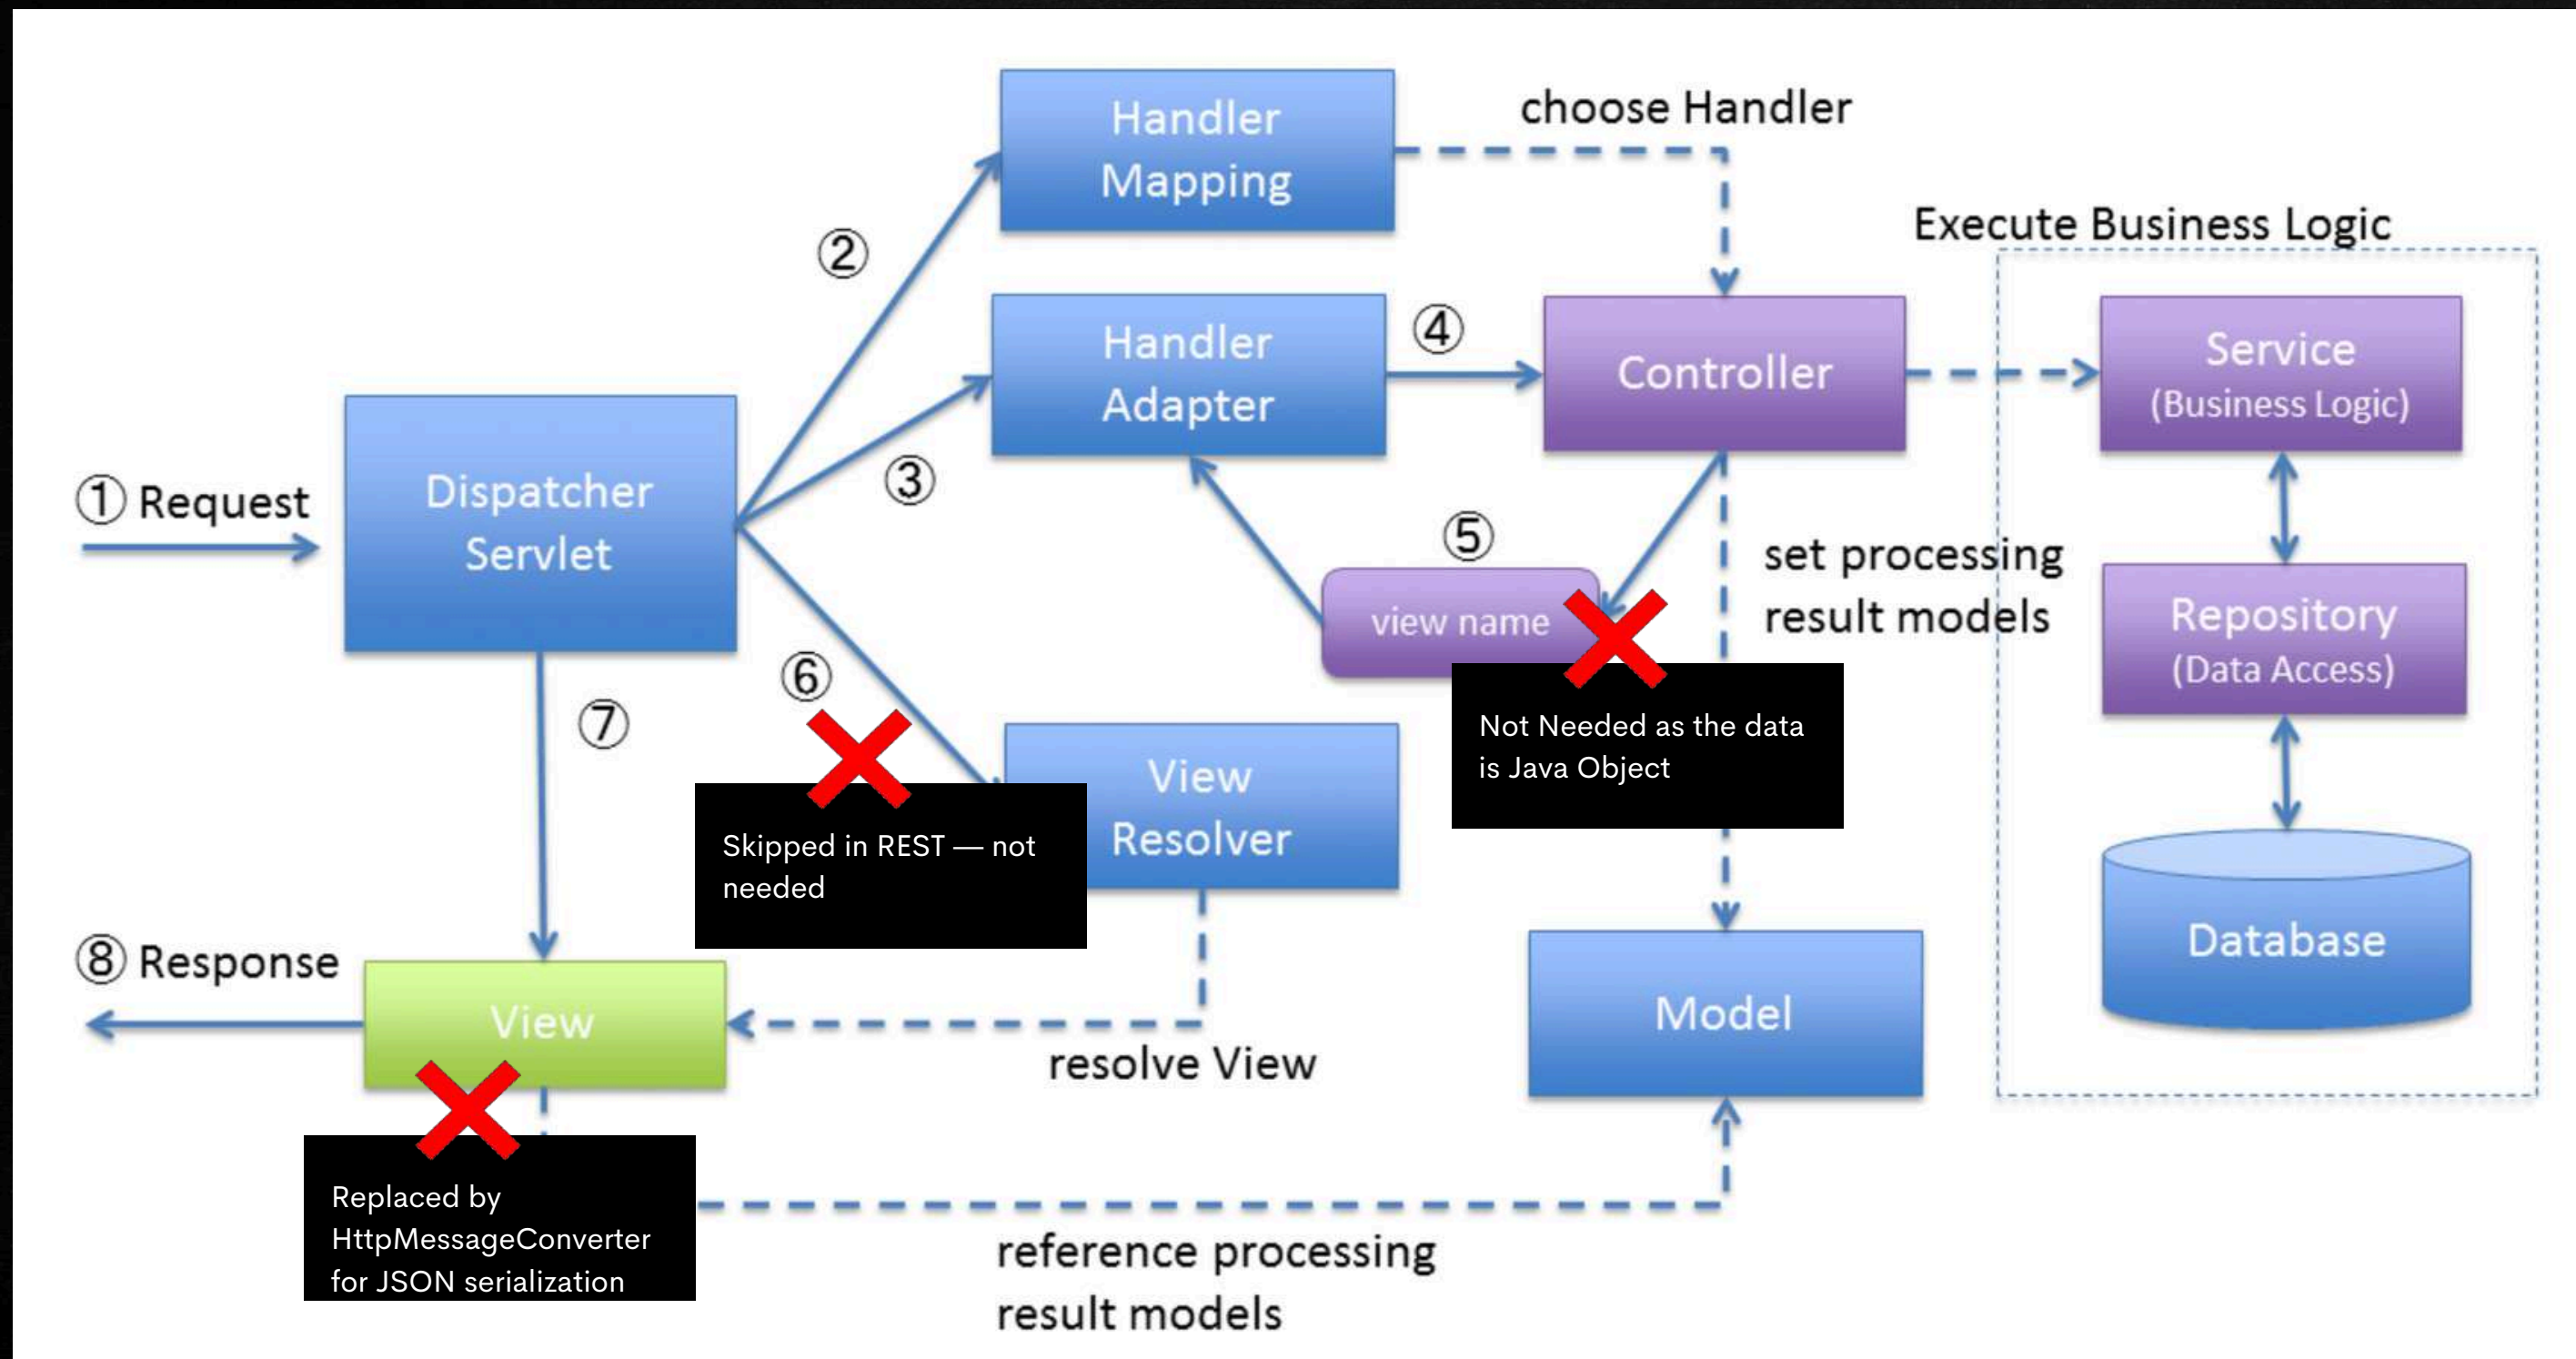 Handler
Mapping
choose Handler
Execute Business Logic
②
Handler
Adapter
④
Controller
Service
(Business Logic)
① Request
Dispatcher
Servlet
③
⑤
view name
set processing
result models
Repository
(Data Access)
Not Needed as the data
is Java Object
⑥
⑦
View
Resolver
Skipped in REST — not
needed
Database
⑧ Response
View
resolve View
Model
Replaced by
HttpMessageConverter
for JSON serialization
reference processing
result models